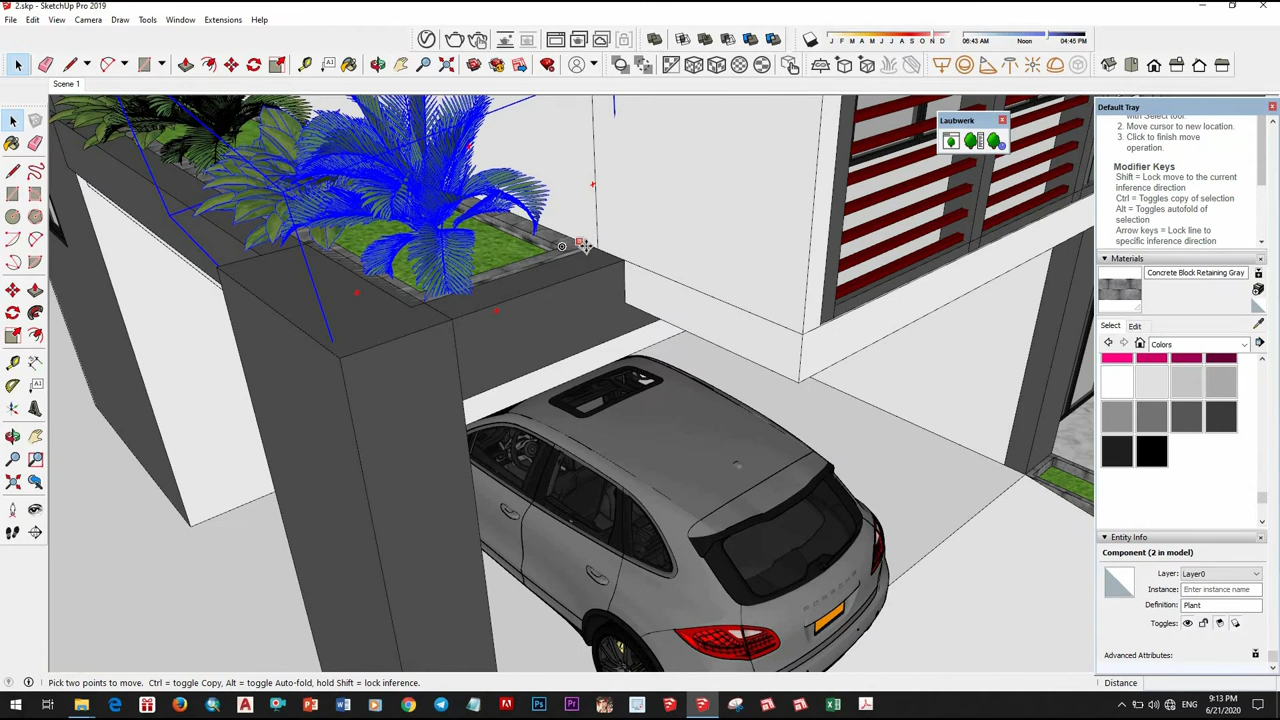 2.skp - SketchUp Pro 2019
File Edit View Camera Draw Tools Window Extensions Help
J F M A M J J A S O N D
06:43 AM Noon 04:45 PM
Scene 1
Default Tray
Laubwerk
with Select tool.
2. Move cursor to new location.
3. Click to finish move
operation.
Modifier Keys
Shift = Lock move to the current
inference direction
Ctrl = Toggles copy of selection
Alt = Toggles autofold of
selection
Arrow keys = Lock line to
specific inference direction
Materials
Concrete Block Retaining Gray
Select Edit
Colors
Entity Info
Component (2 in model)
Layer: Layer0
Instance: Enter instance name
Definition: Plant
Toggles:
Advanced Attributes:
PORSCHE
Pick two points to move. Ctrl = toggle Copy, Alt = toggle Auto-fold, hold Shift = lock inference.
Distance
ENG
9:13 PM
6/21/2020